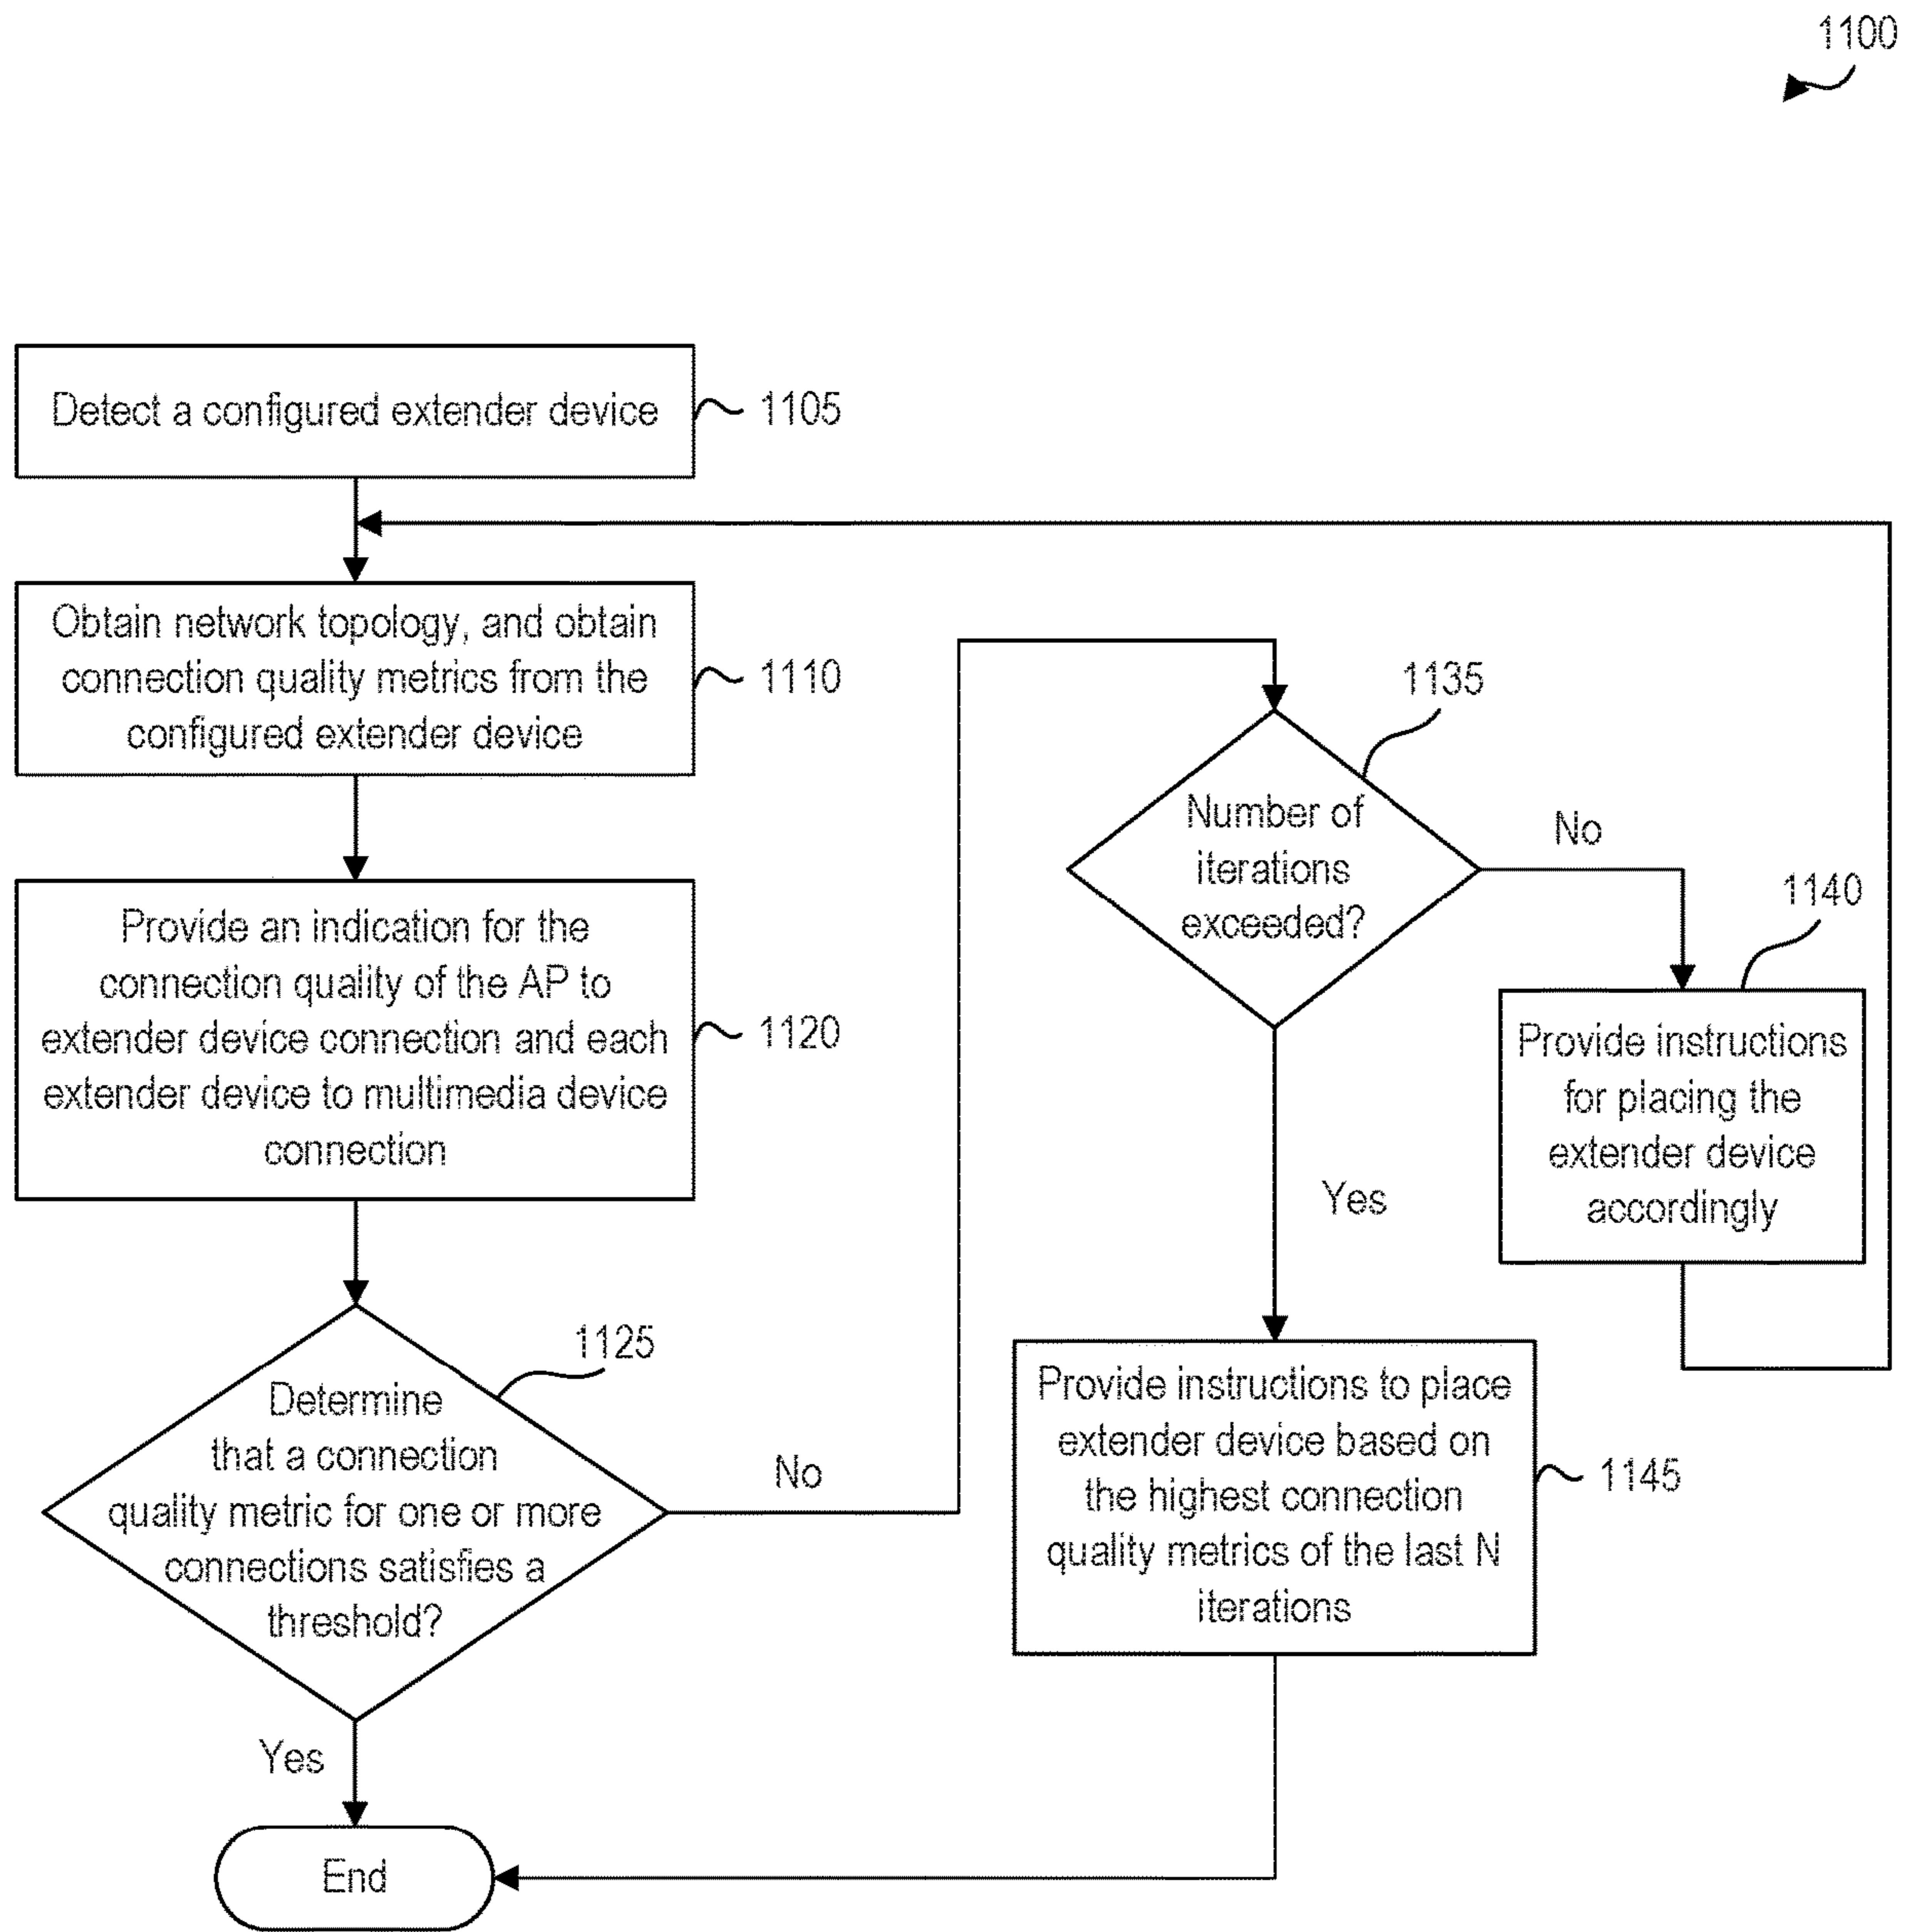 1100
Detect a configured extender device
1105
Obtain network topology, and obtain
connection quality metrics from the
configured extender device
1110
Provide an indication for the
connection quality of the AP to
extender device connection and each
extender device to multimedia device
connection
1120
1125
Determine
that a connection
quality metric for one or more
connections satisfies a
threshold?
No
Yes
End
1135
Number of
iterations
exceeded?
No
Yes
1140
Provide instructions
for placing the
extender device
accordingly
Provide instructions to place
extender device based on
the highest connection
quality metrics of the last N
iterations
1145